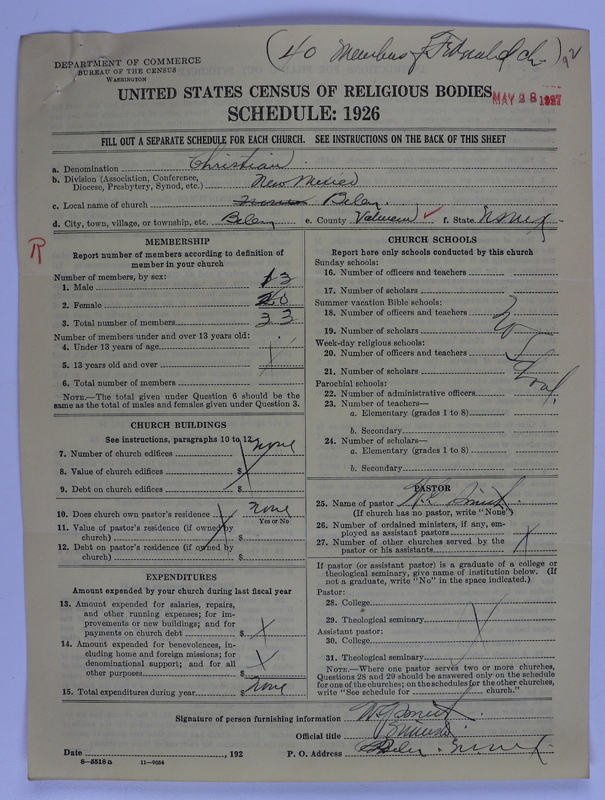 (40 Members of
DEPARTMENT OF COMMERCE
BUREAU OF THE CENSUS
WASHINGTON
UNITED STATES CENSUS OF RELIGIOUS BODIES
MAY 28 1927
SCHEDULE: 1926
FILL OUT A SEPARATE SCHEDULE FOR EACH CHURCH. SEE INSTRUCTIONS ON THE BACK OF THIS SHEET
a. Denomination Christian
b. Division (Association, Conference, Diocese, Presbytery, Synod, etc.) New Mexico
c. Local name of church Belen.
d. City, town, village, or township, etc. Belen e. County Valencia ✓ f. State N. Mex
R
MEMBERSHIP
Report number of members according to definition of
member in your church
Number of members, by sex:
1. Male 13
2. Female 20
3. Total number of members 33
Number of members under and over 13 years old:
4. Under 13 years of age
5. 13 years old and over
6. Total number of members
NOTE.—The total given under Question 6 should be
same as the total of males and females given under Question 3.
CHURCH BUILDINGS
See instructions, paragraphs 10 to 12
7. Number of church edifices none
8. Value of church edifices $
9. Debt on church edifices $
10. Does church own pastor's residence none
Yes or No
11. Value of pastor's residence (if owned by
church) $
12. Debt on pastor's residence (if owned by
church) $
EXPENDITURES
Amount expended by your church during last fiscal year
13. Amount expended for salaries, repairs,
and other running expenses; for im-
provements or new buildings; and for
payments on church debt $
14. Amount expended for benevolences, in-
cluding home and foreign missions; for
denominational support; and for all
other purposes $
15. Total expenditures during year $ none
CHURCH SCHOOLS
Report here only schools conducted by this church
Sunday schools:
16. Number of officers and teachers
17. Number of scholars
Summer vacation Bible schools:
18. Number of officers and teachers
19. Number of scholars
Week-day religious schools:
20. Number of officers and teachers
21. Number of scholars
Parochial schools:
22. Number of administrative officers
23. Number of teachers—
a. Elementary (grades 1 to 8)
b. Secondary
24. Number of scholars—
a. Elementary (grades 1 to 8)
b. Secondary
PASTOR
25. Name of pastor
(If church has no pastor, write "None")
26. Number of ordained ministers, if any, em-
ployed as assistant pastors
27. Number of other churches served by the
pastor or his assistants
If pastor (or assistant pastor) is a graduate of a college or
theological seminary, give name of institution below. (If
not a graduate, write "No" in the space indicated.)
Pastor:
28. College
29. Theological seminary
Assistant pastor:
30. College
31. Theological seminary
NOTE.—Where one pastor serves two or more churches,
Questions 28 and 29 should be answered only on the schedule
for one of the churches; on the schedules for the other churches,
write "See schedule for church."
Signature of person furnishing information
Official title
Date , 192 P. O. Address Belen
8—5518a 11—9054